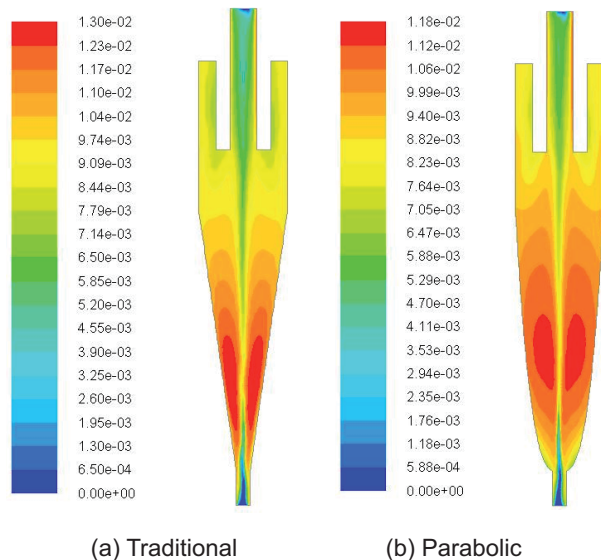 1.30e-02
1.23e-02
1.17e-02
1.10e-02
1.04e-02
9.74e-03
9.09e-03
8.44e-03
7.79e-03
7.14e-03
6.50e-03
5.85e-03
5.20e-03
4.55e-03
3.90e-03
3.25e-03
2.60e-03
1.95e-03
1.30e-03
6.50e-04
0.00e+00
(a) Traditional
1.18e-02
1.12e-02
1.06e-02
9.99e-03
9.40e-03
8.82e-03
8.23e-03
7.64e-03
7.05e-03
6.47e-03
5.88e-03
5.29e-03
4.70e-03
4.11e-03
3.53e-03
2.94e-03
2.35e-03
1.76e-03
1.18e-03
5.88e-04
0.00e+00
(b) Parabolic